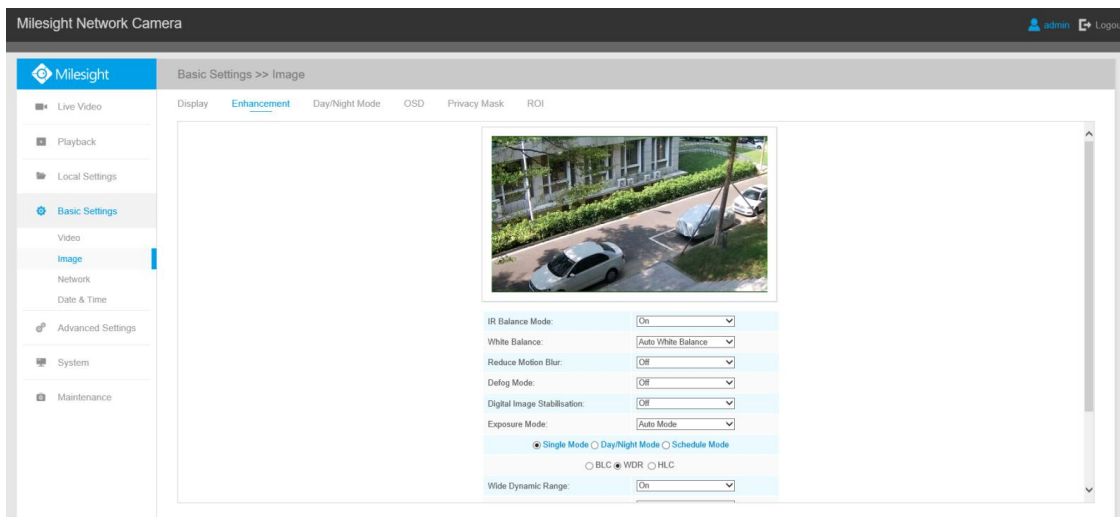 Milesight Network Camera
admin
Milesight
Basic Settings >> Image
Live Video
Playback
Local Settings
Basic Settings
Video
Image
Network
Date & Time
Advanced Settings
System
Maintenance
Display Enhancement Day/Night Mode OSD Privacy Mask ROI
IR Balance Mode: On
White Balance: Auto White Balance
Reduce Motion Blur: Off
Defog Mode: Off
Digital Image Stabilisation: Off
Exposure Mode: Auto Mode
Single Mode Day/Night Mode Schedule Mode
BLC WDR HLC
Wide Dynamic Range: On